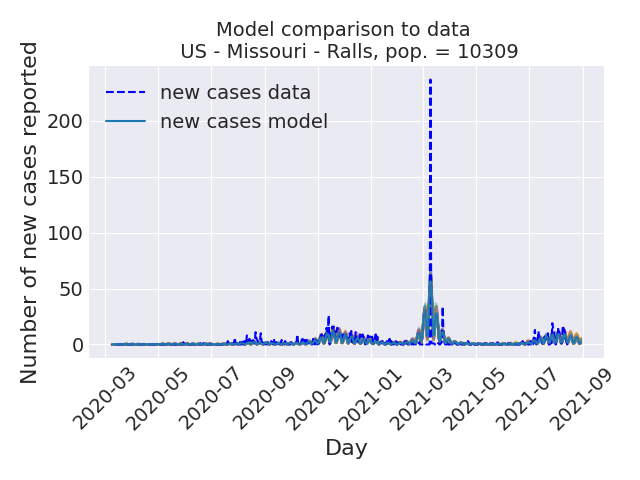 Model comparison to data
US - Missouri - Ralls, pop. = 10309
new cases data
new cases model
Number of new cases reported
200
150
100
50
0
2020-03
2020-05
2020-07
2020-09
2020-11
2021-01
2021-03
2021-05
2021-07
2021-09
Day